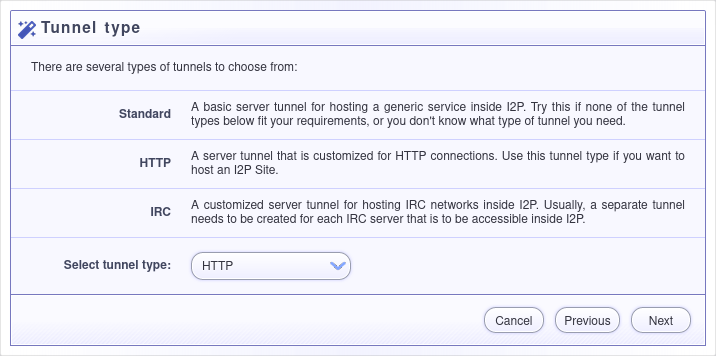 Tunnel type
There are several types of tunnels to choose from:
Standard
A basic server tunnel for hosting a generic service inside I2P. Try this if none of the tunnel
types below fit your requirements, or you don't know what type of tunnel you need.
HTTP
A server tunnel that is customized for HTTP connections. Use this tunnel type if you want to
host an I2P Site.
IRC
A customized server tunnel for hosting IRC networks inside I2P. Usually, a separate tunnel
needs to be created for each IRC server that is to be accessible inside I2P.
Select tunnel type:
HTTP
Cancel
Previous
Next